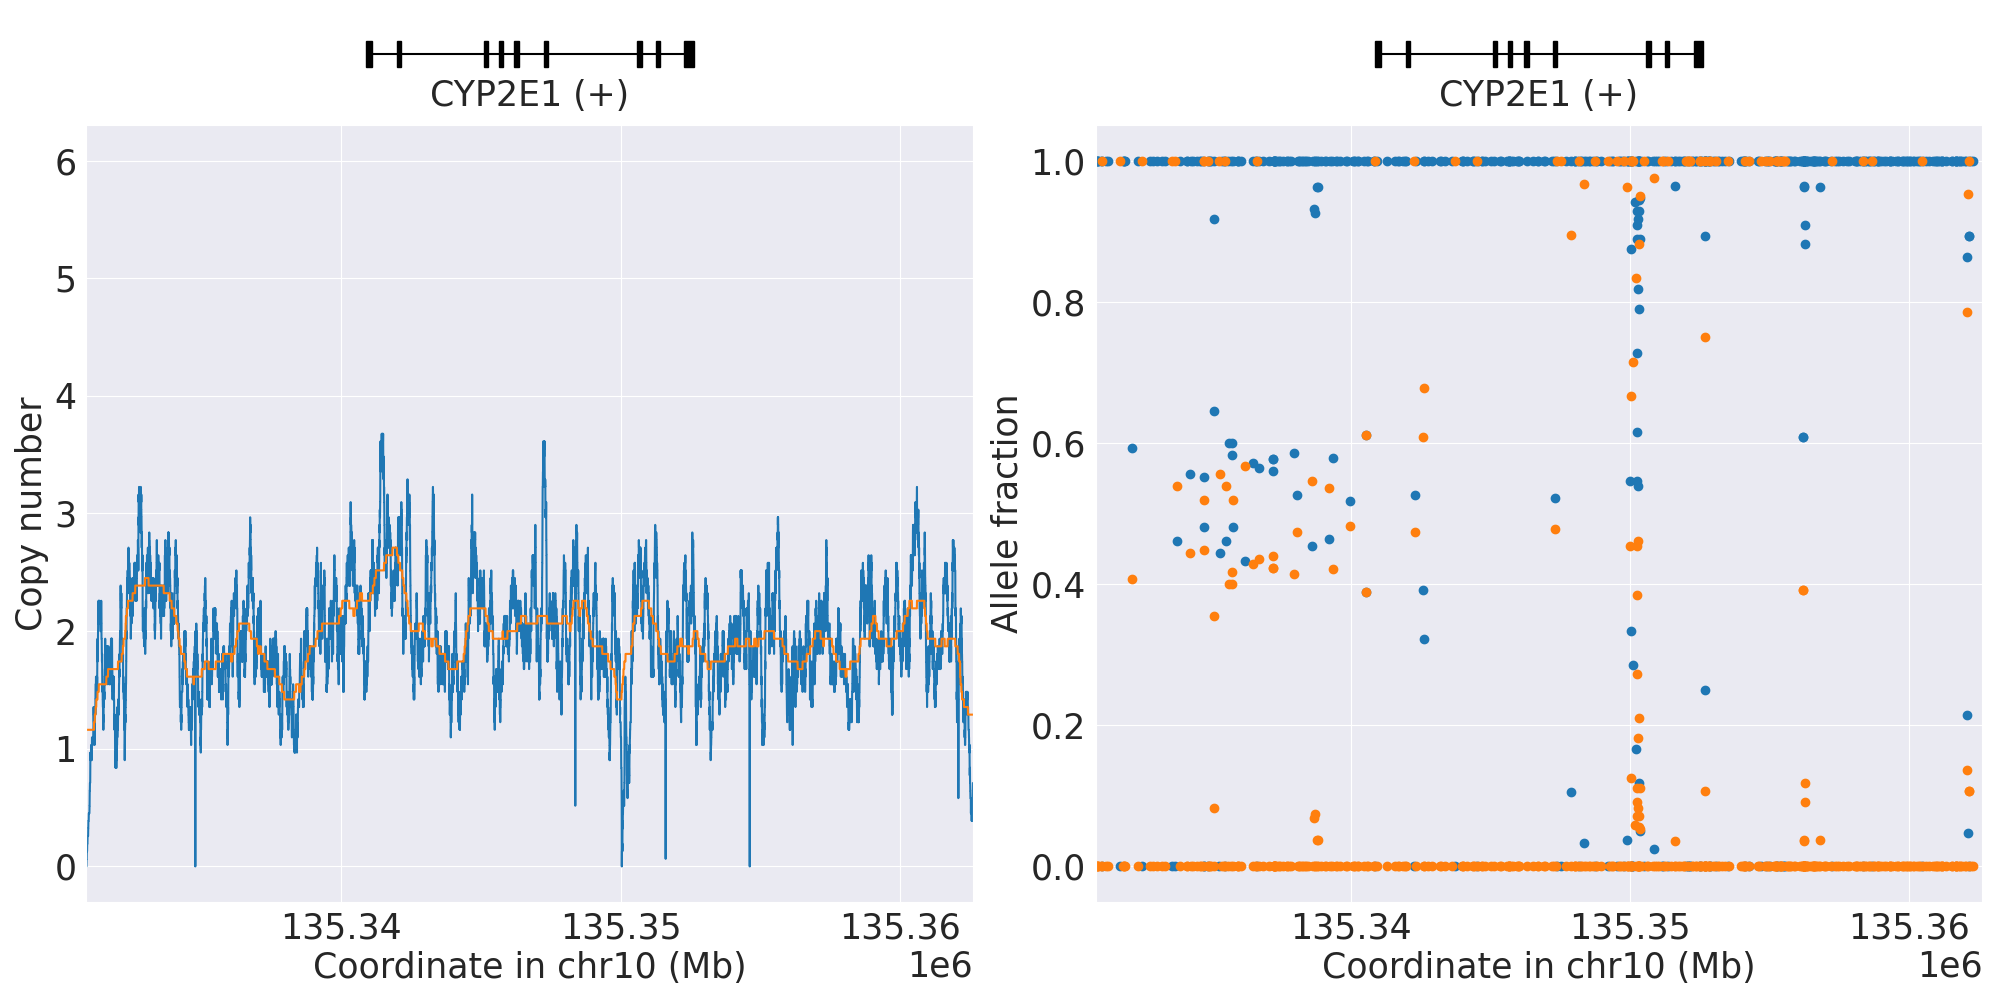 CYP2E1 (+)
6
5
4
3
2
1
0
Copy number
135.34 135.35 135.36
Coordinate in chr10 (Mb)
1e6
CYP2E1 (+)
1.0
0.8
0.6
0.4
0.2
0.0
Allele fraction
135.34 135.35 135.36
Coordinate in chr10 (Mb)
1e6